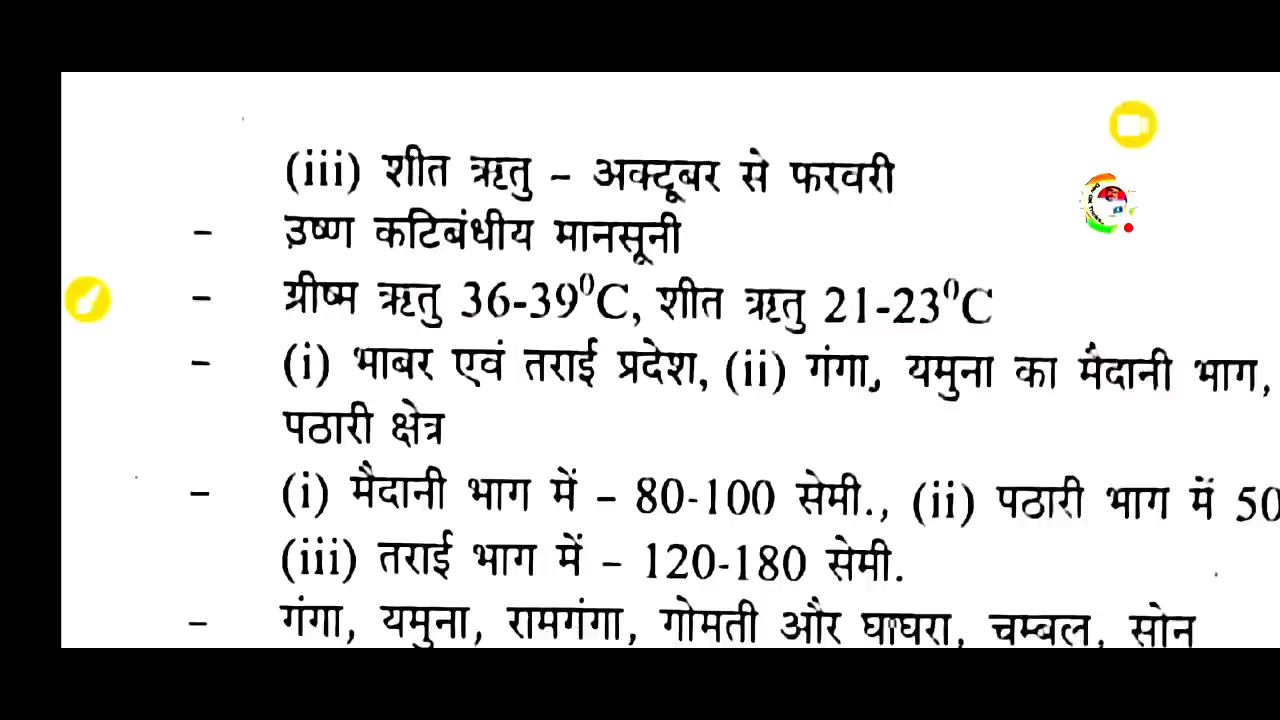 (iii) शीत ऋतु – अक्टूबर से फरवरी
– उष्ण कटिबंधीय मानसूनी
– ग्रीष्म ऋतु 36-39⁰C, शीत ऋतु 21-23⁰C
– (i) भाबर एवं तराई प्रदेश, (ii) गंगा, यमुना का मैदानी भाग,
पठारी क्षेत्र
– (i) मैदानी भाग में – 80-100 सेमी., (ii) पठारी भाग में 50
(iii) तराई भाग में – 120-180 सेमी.
– गंगा, यमुना, रामगंगा, गोमती और घाघरा, चम्बल, सोन